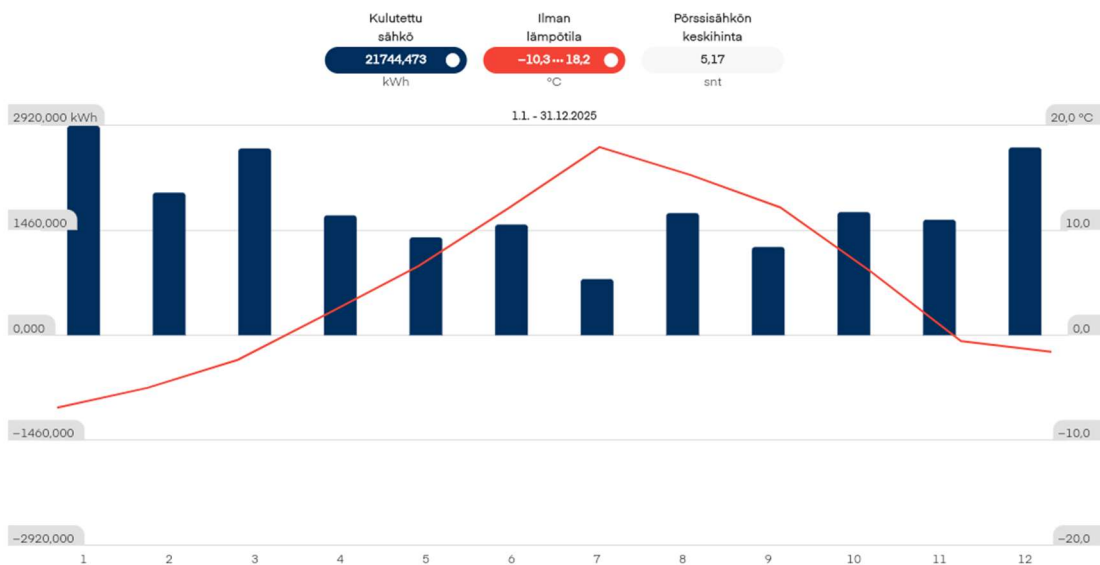 Kulutettu
sähkö
21744,473
kWh
Ilman
lämpötila
−10,3 ••• 18,2
°C
Pörssisähkön
keskihinta
5,17
snt
1.1. - 31.12.2025
2920,000 kWh
20,0 °C
1460,000
10,0
0,000
0,0
−1460,000
−10,0
−2920,000
−20,0
1 2 3 4 5 6 7 8 9 10 11 12